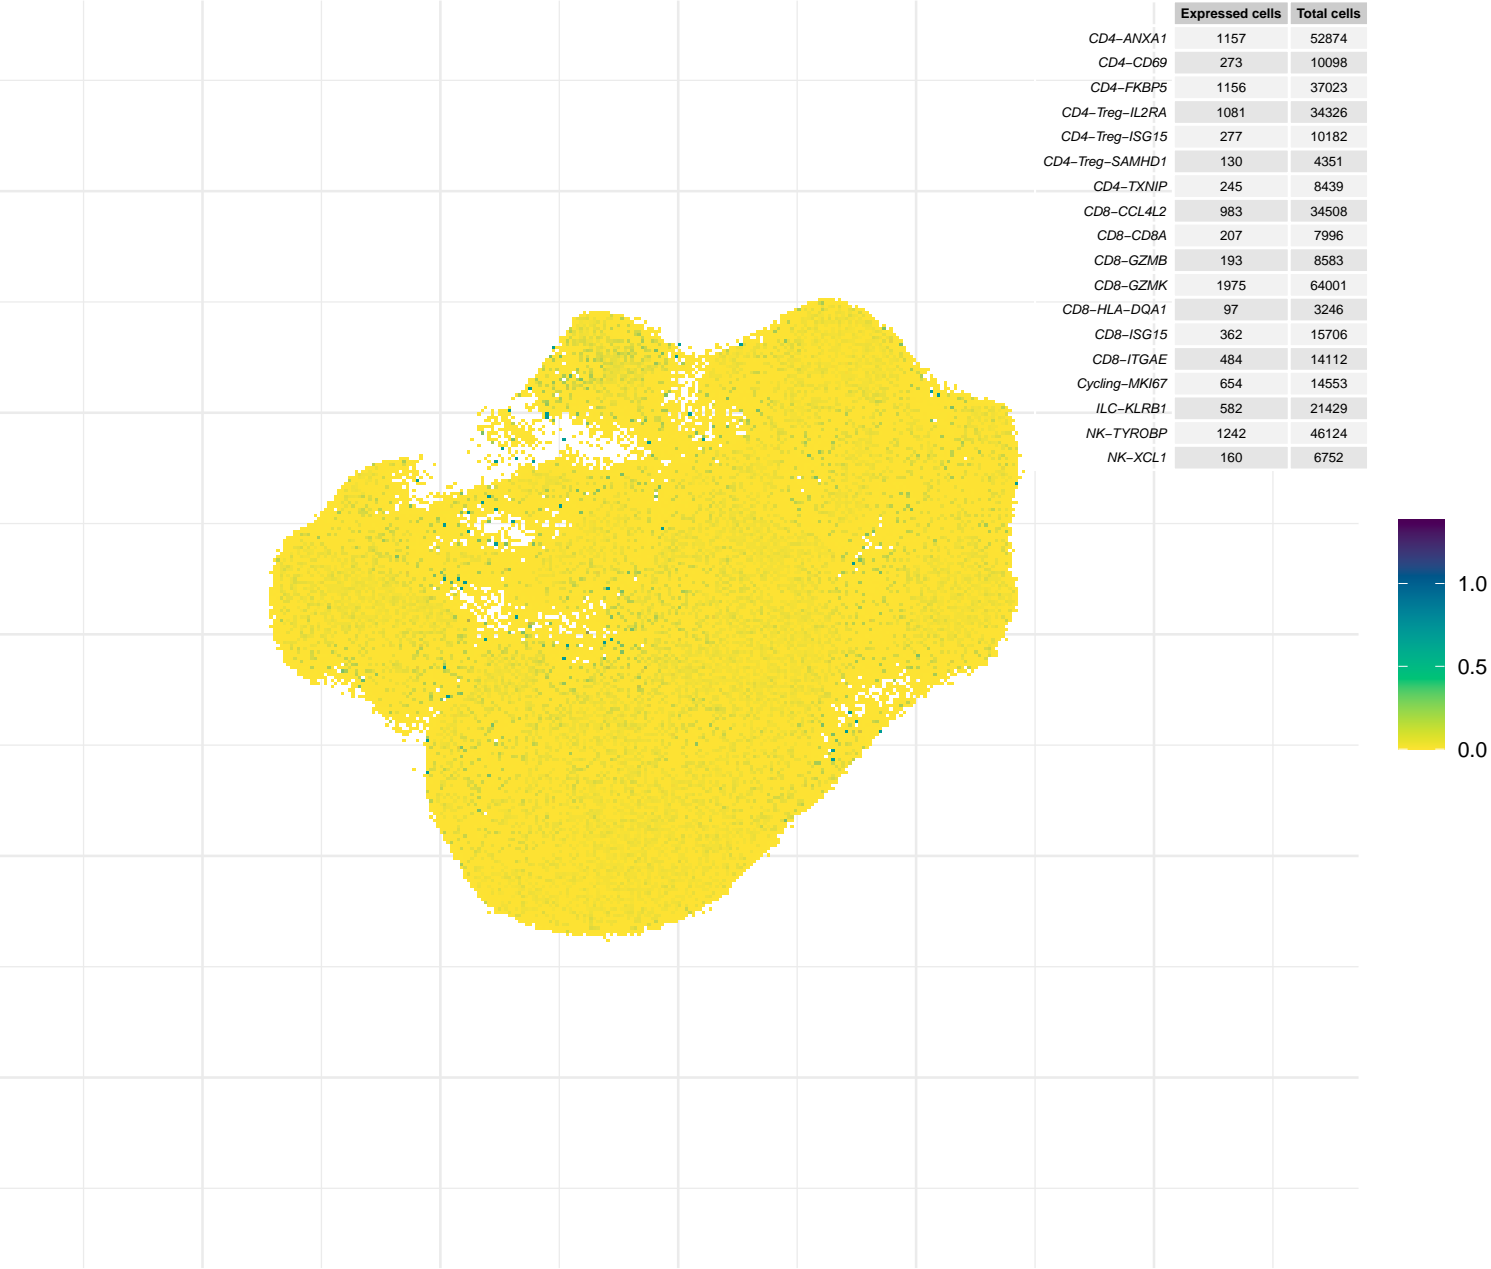 Expressed cells Total cells
CD4−ANXA1 1157 52874
CD4−CD69 273 10098
CD4−FKBP5 1156 37023
CD4−Treg−IL2RA 1081 34326
CD4−Treg−ISG15 277 10182
CD4−Treg−SAMHD1 130 4351
CD4−TXNIP 245 8439
CD8−CCL4L2 983 34508
CD8−CD8A 207 7996
CD8−GZMB 193 8583
CD8−GZMK 1975 64001
CD8−HLA−DQA1 97 3246
CD8−ISG15 362 15706
CD8−ITGAE 484 14112
Cycling−MKI67 654 14553
ILC−KLRB1 582 21429
NK−TYROBP 1242 46124
NK−XCL1 160 6752
1.0
0.5
0.0